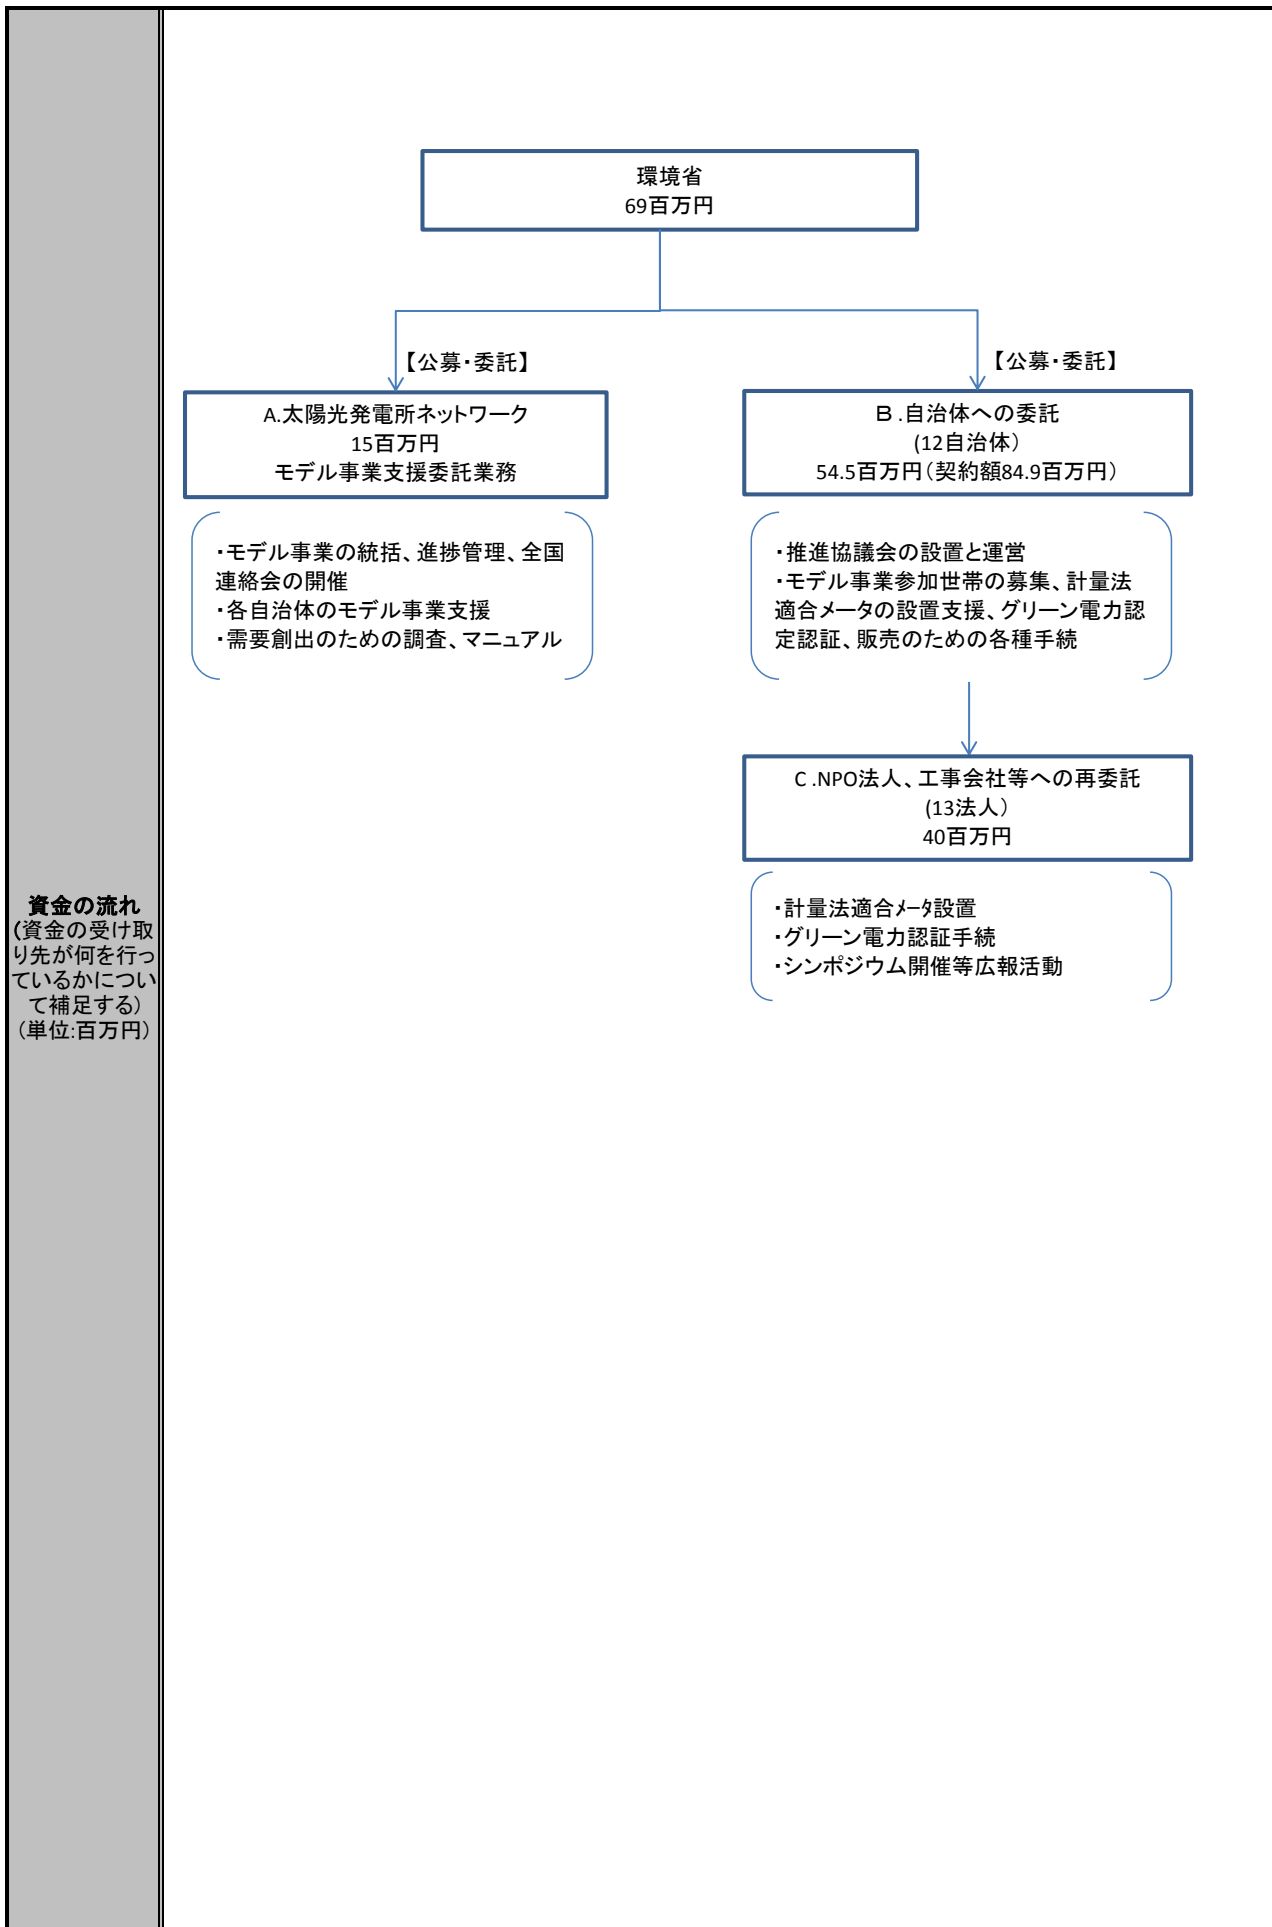 環境省
69百万円
【公募・委託】
【公募・委託】
A.太陽光発電所ネットワーク
15百万円
モデル事業支援委託業務
・モデル事業の統括、進捗管理、全国
連絡会の開催
・各自治体のモデル事業支援
・需要創出のための調査、マニュアル
Ｂ.自治体への委託
(12自治体）
54.5百万円（契約額84.9百万円）
・推進協議会の設置と運営
・モデル事業参加世帯の募集、計量法
適合メータの設置支援、グリーン電力認
定認証、販売のための各種手続
C.NPO法人、工事会社等への再委託
(13法人）
40百万円
・計量法適合ﾒｰﾀ設置
・グリーン電力認証手続
・シンポジウム開催等広報活動
資金の流れ
(資金の受け取
り先が何を行っ
ているかについ
て補足する）
（単位:百万円）